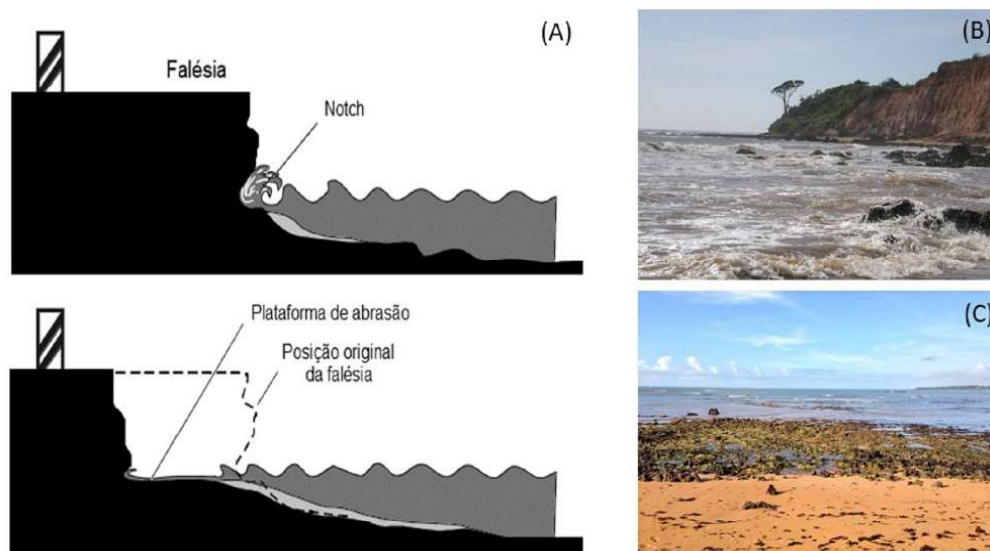 (A)
Falésia
Notch
Plataforma de abrasão
Posição original
da falésia
(B)
(C)